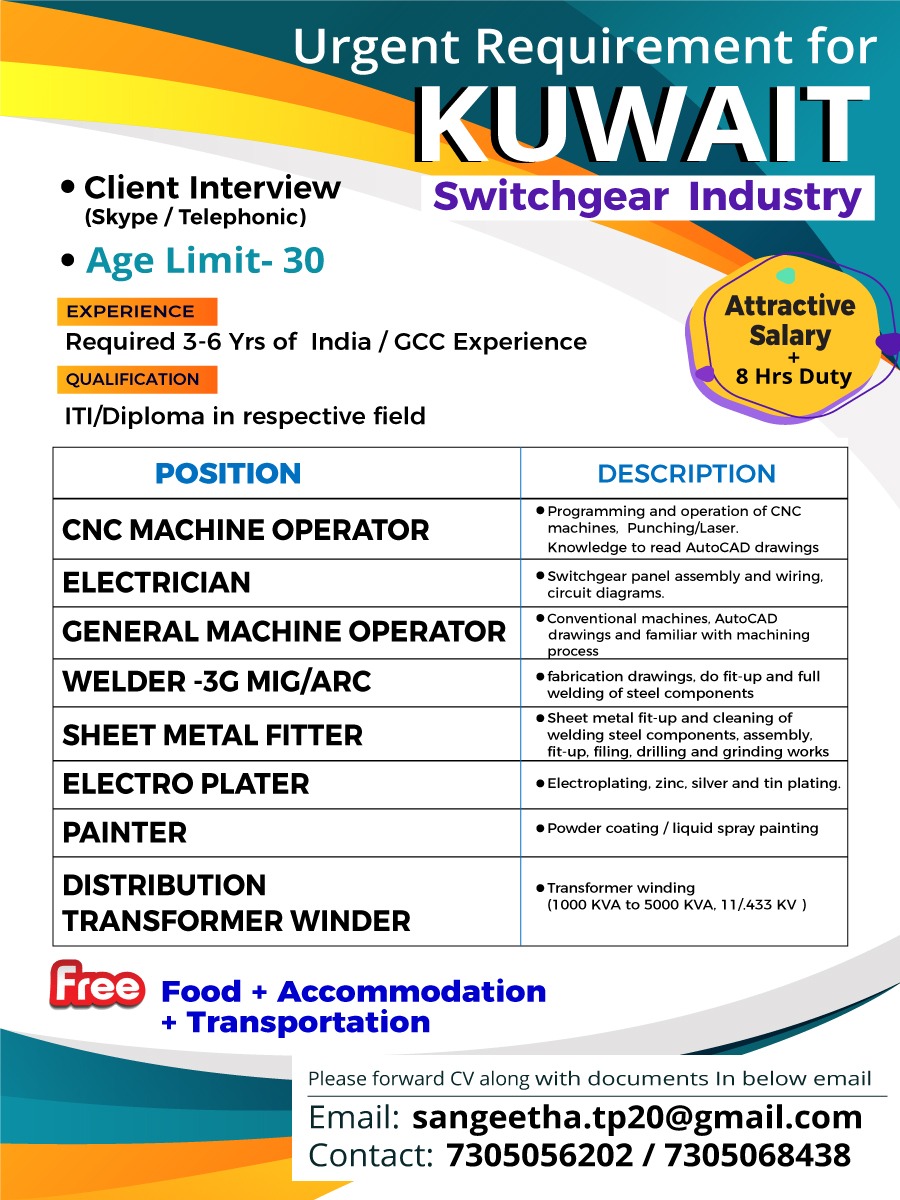 Urgent Requirement for
KUWAIT
Switchgear Industry
• Client Interview
(Skype / Telephonic)
• Age Limit- 30
EXPERIENCE
Required 3-6 Yrs of India / GCC Experience
QUALIFICATION
ITI/Diploma in respective field
Attractive
Salary
+
8 Hrs Duty
POSITION
DESCRIPTION
CNC MACHINE OPERATOR
• Programming and operation of CNC
machines, Punching/Laser.
Knowledge to read AutoCAD drawings
ELECTRICIAN
• Switchgear panel assembly and wiring,
circuit diagrams.
GENERAL MACHINE OPERATOR
• Conventional machines, AutoCAD
drawings and familiar with machining
process
WELDER -3G MIG/ARC
• fabrication drawings, do fit-up and full
welding of steel components
SHEET METAL FITTER
• Sheet metal fit-up and cleaning of
welding steel components, assembly,
fit-up, filing, drilling and grinding works
ELECTRO PLATER
• Electroplating, zinc, silver and tin plating.
PAINTER
• Powder coating / liquid spray painting
DISTRIBUTION
TRANSFORMER WINDER
• Transformer winding
(1000 KVA to 5000 KVA, 11/.433 KV )
Free
Food + Accommodation
+ Transportation
Please forward CV along with documents In below email
Email: sangeetha.tp20@gmail.com
Contact: 7305056202 / 7305068438